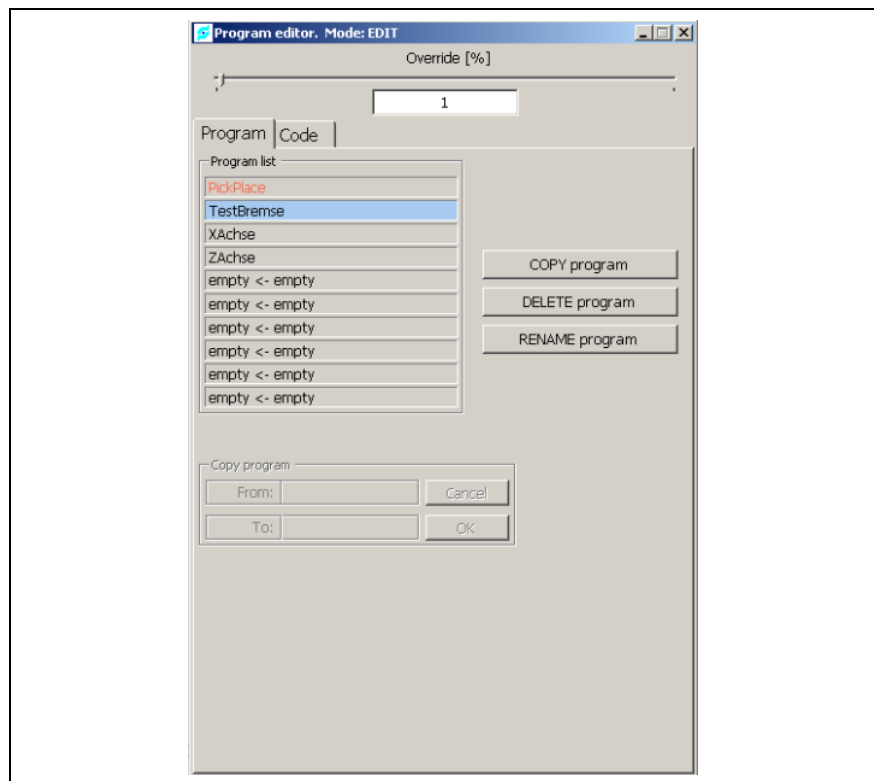 Program editor. Mode: EDIT
Override [%]
1
Program
Code
Program list
PickPlace
TestBremse
XAchse
ZAchse
empty <- empty
empty <- empty
empty <- empty
empty <- empty
empty <- empty
empty <- empty
COPY program
DELETE program
RENAME program
Copy program
From:
Cancel
To:
OK